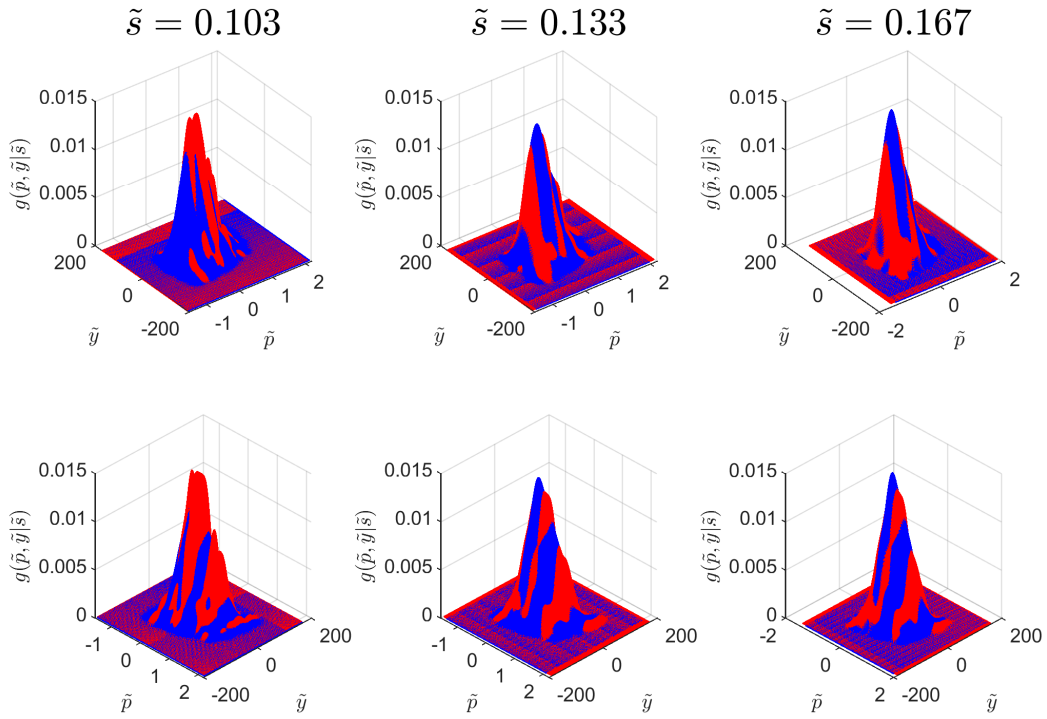 s̃ = 0.103 s̃ = 0.133 s̃ = 0.167
0.015 0.015 0.015
0.01 0.01 0.01
0.005 0.005 0.005
0 0 0
g(p̃, ỹ|s̃) g(p̃, ỹ|s̃) g(p̃, ỹ|s̃)
200 200 200
0 0 0
-200 -200 -200
ỹ ỹ ỹ
-1 0 1 2 -1 0 1 2 -2 0 2
p̃ p̃ p̃
0.015 0.015 0.015
0.01 0.01 0.01
0.005 0.005 0.005
0 0 0
g(p̃, ỹ|s̃) g(p̃, ỹ|s̃) g(p̃, ỹ|s̃)
-1 0 1 2 -1 0 1 2 -2 0 2
p̃ p̃ p̃
-200 0 200 -200 0 200 -200 0 200
ỹ ỹ ỹ